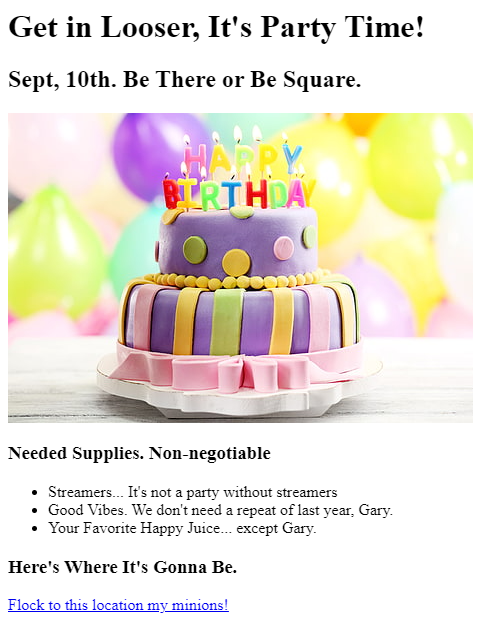 Get in Looser, It's Party Time!
Sept, 10th. Be There or Be Square.
HAPPY
BIRTHDAY
Needed Supplies. Non-negotiable
Streamers... It's not a party without streamers
Good Vibes. We don't need a repeat of last year, Gary.
Your Favorite Happy Juice... except Gary.
Here's Where It's Gonna Be.
Flock to this location my minions!